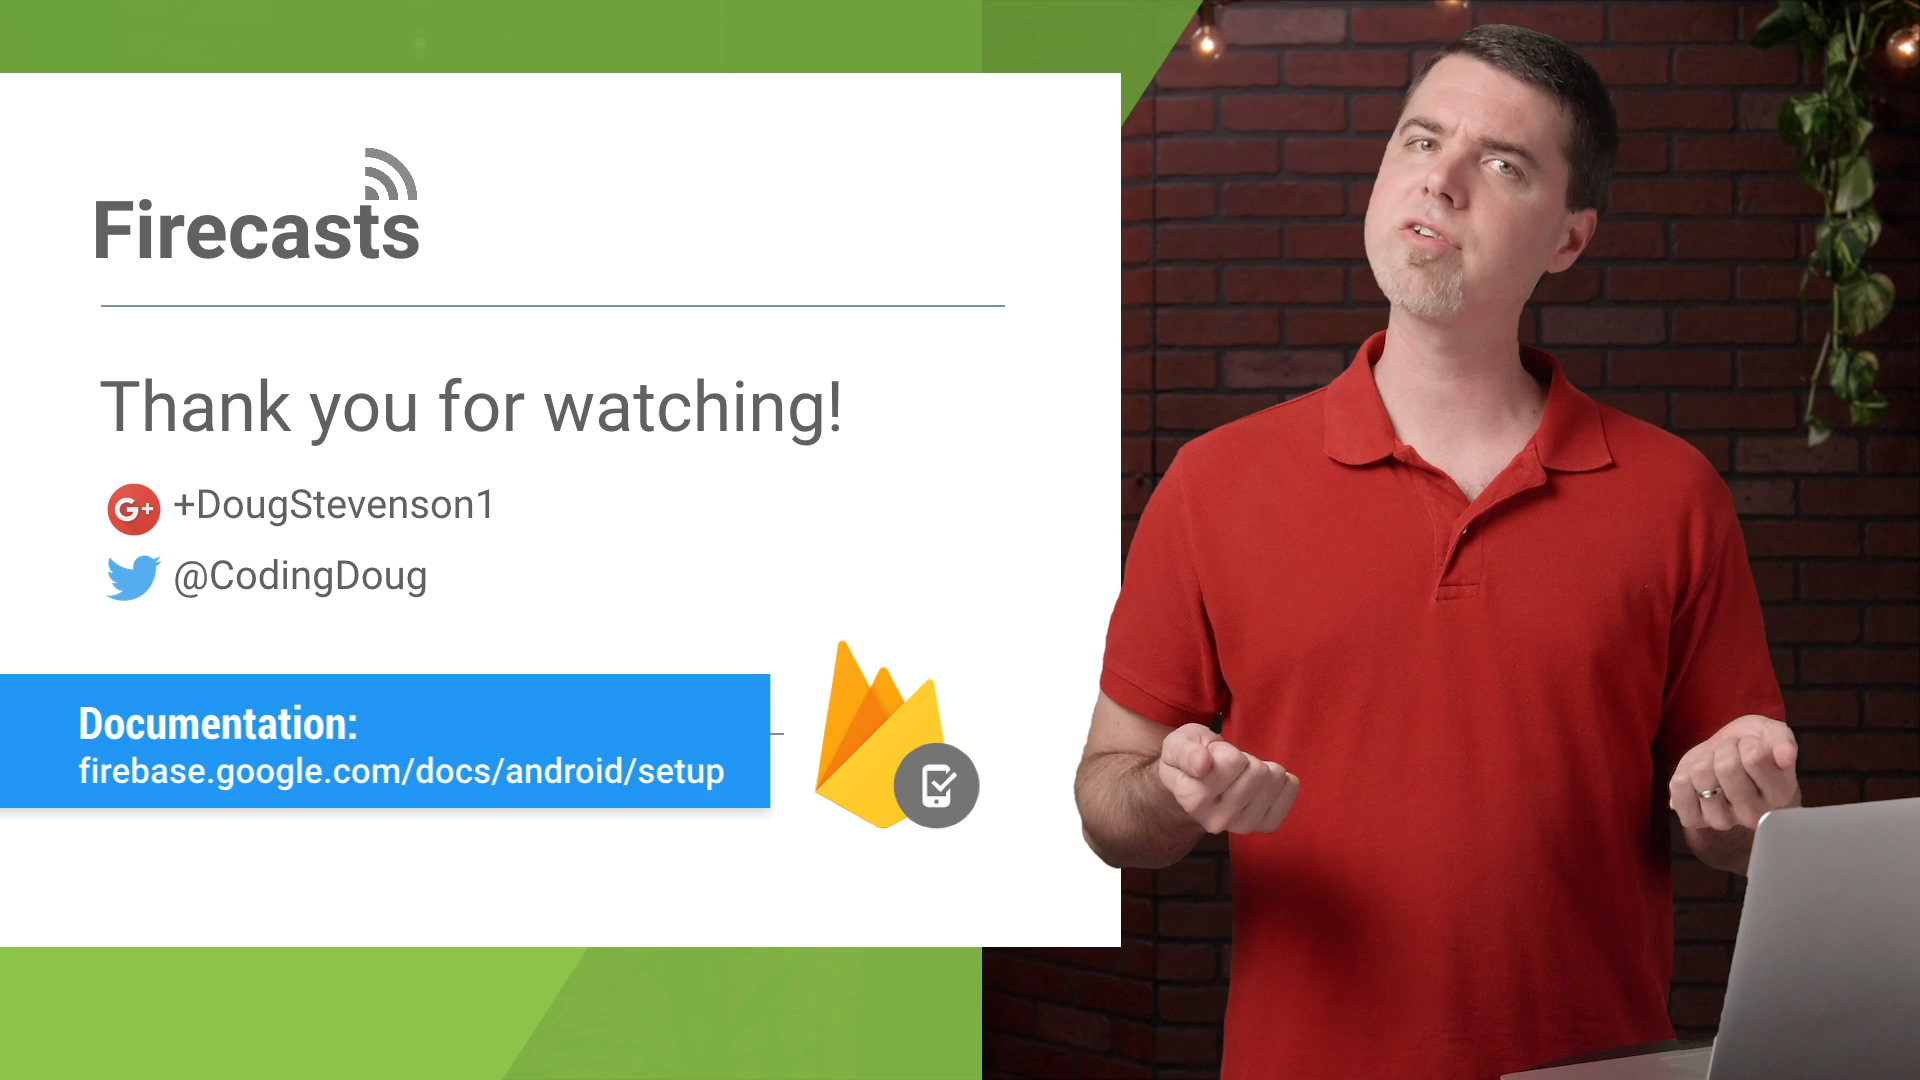 Firecasts
Thank you for watching!
G+ +DougStevenson1
@CodingDoug
Documentation:
firebase.google.com/docs/android/setup